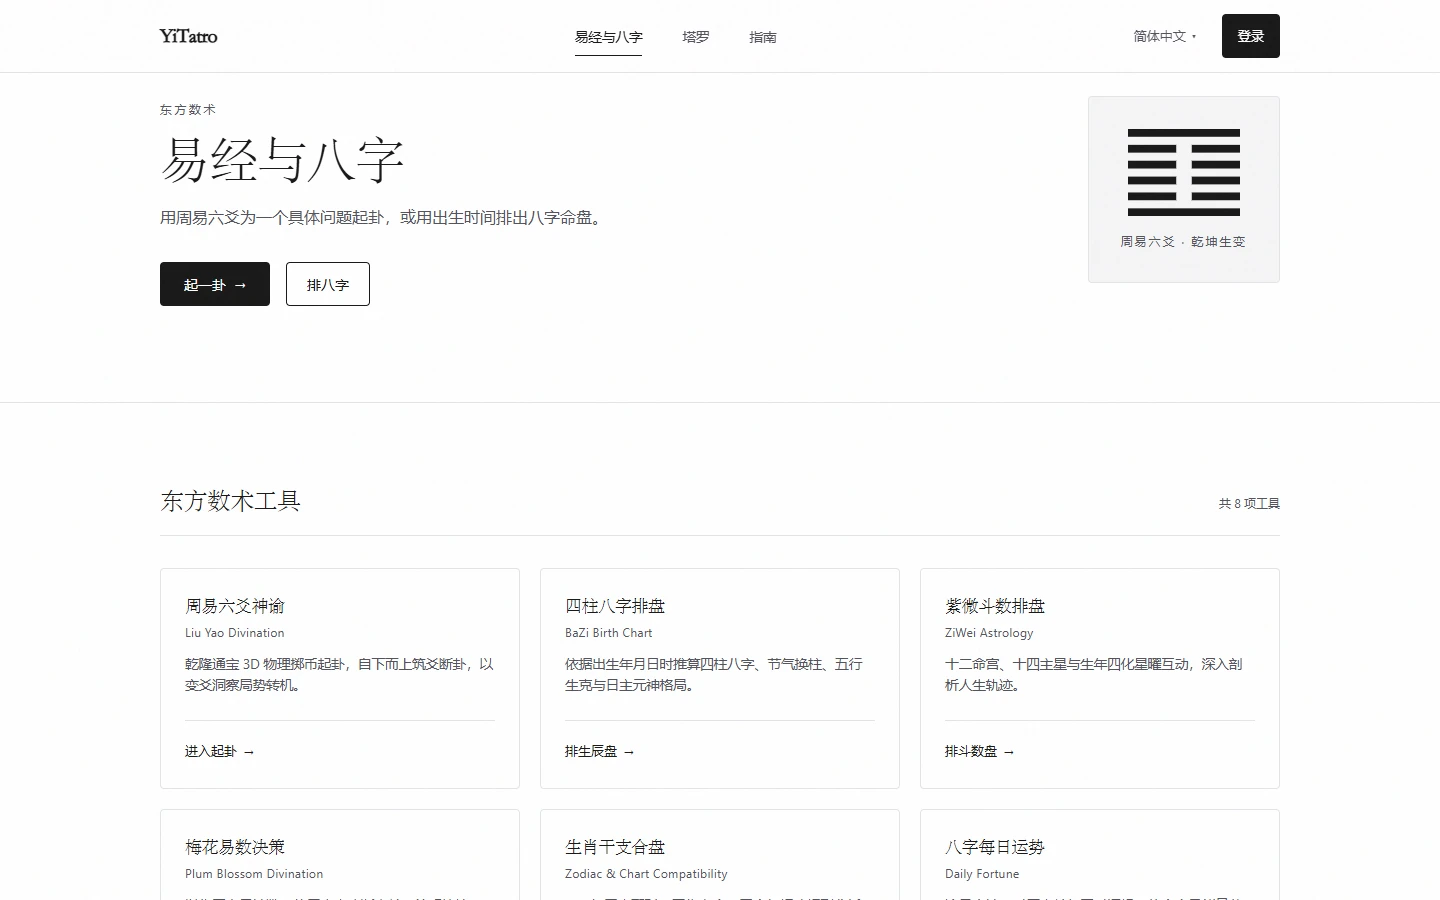 YiTatro
易经与八字
塔罗
指南
简体中文
登录
东方数术
易经与八字
用周易六爻为一个具体问题起卦，或用出生时间排出八字命盘。
起一卦 →
排八字
周易六爻 · 乾坤生变
东方数术工具
共 8 项工具
周易六爻神谕
Liu Yao Divination
乾隆通宝 3D 物理掷币起卦，自下而上筑爻断卦，以
变爻洞察局势转机。
进入起卦 →
四柱八字排盘
BaZi Birth Chart
依据出生年月日时推算四柱八字、节气换柱、五行
生克与日主元神格局。
排生辰盘 →
紫微斗数排盘
ZiWei Astrology
十二命宫、十四主星与生年四化星曜互动，深入剖
析人生轨迹。
排斗数盘 →
梅花易数决策
Plum Blossom Divination
生肖干支合盘
Zodiac & Chart Compatibility
八字每日运势
Daily Fortune